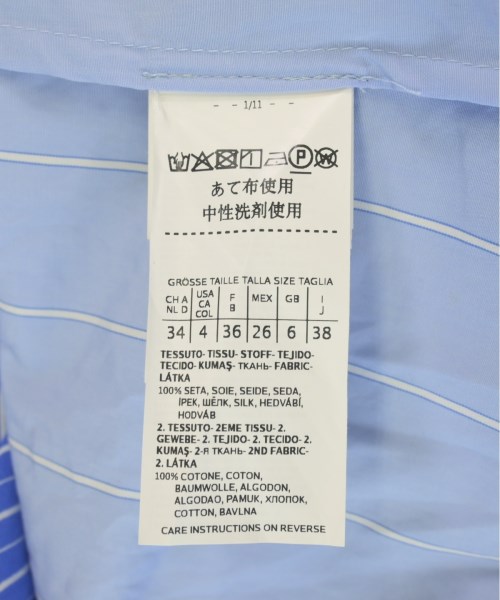 - - 1/11 - -
P W
あて布使用
中性洗剤使用
GRÖSSE TAILLE TALLA SIZE TAGLIA
CH A NL D USA CA COL F B MEX GB I J
34 4 36 26 6 38
TESSUTO- TISSU- STOFF- TEJIDO-
TECIDO- KUMAŞ- ТКАНЬ- FABRIC-
LÁTKA
100% SETA, SOIE, SEIDE, SEDA,
İPEK, ШЁЛК, SILK, HEDVÁBÍ,
HODVÁB
2. TESSUTO- 2EME TISSU- 2.
GEWEBE- 2. TEJIDO- 2. TECIDO- 2.
KUMAŞ- 2-Я ТКАНЬ- 2ND FABRIC-
2. LÁTKA
100% COTONE, COTON,
BAUMWOLLE, ALGODON,
ALGODAO, PAMUK, ХЛОПОК,
COTTON, BAVLNA
CARE INSTRUCTIONS ON REVERSE